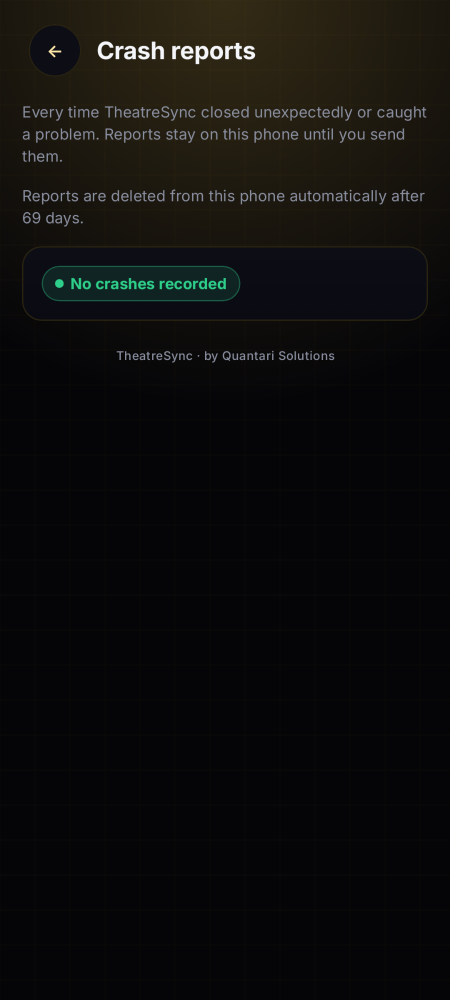 Crash reports
Every time TheatreSync closed unexpectedly or caught
a problem. Reports stay on this phone until you send
them.
Reports are deleted from this phone automatically after
69 days.
No crashes recorded
TheatreSync · by Quantari Solutions